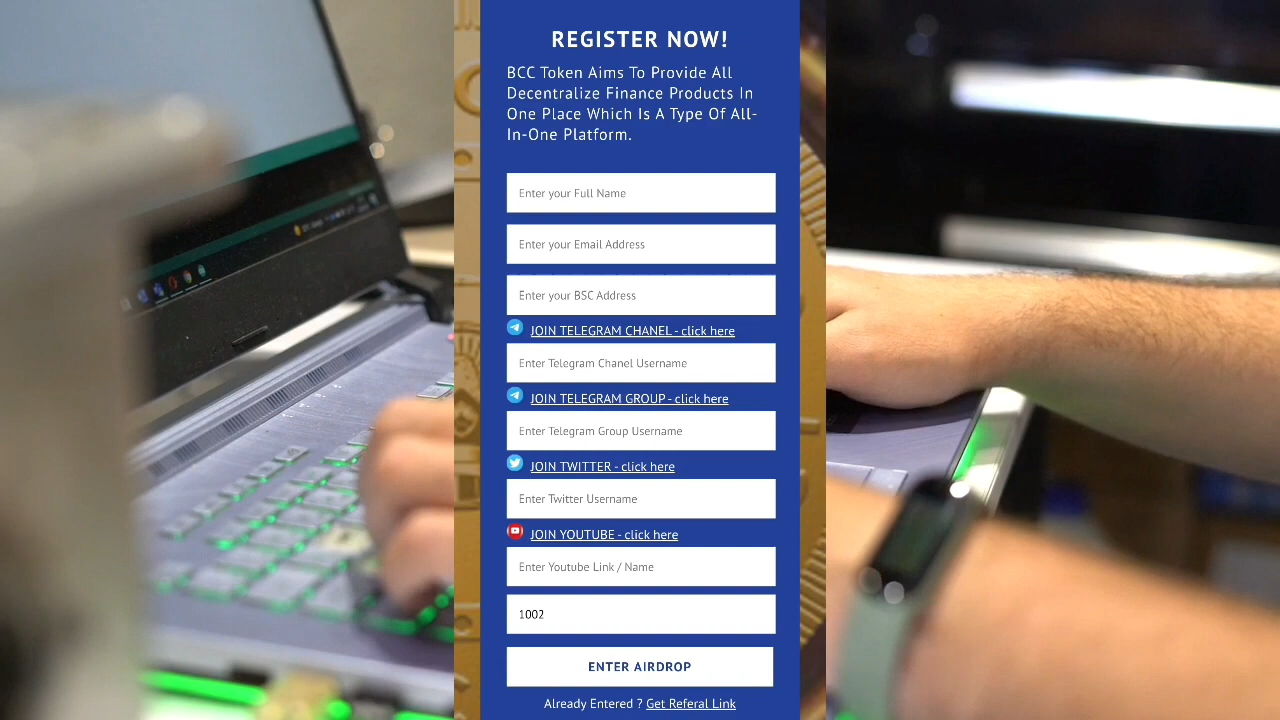 REGISTER NOW!
BCC Token Aims To Provide All
Decentralize Finance Products In
One Place Which Is A Type Of All-
In-One Platform.
Enter your Full Name
Enter your Email Address
Enter your BSC Address
JOIN TELEGRAM CHANEL - click here
Enter Telegram Chanel Username
JOIN TELEGRAM GROUP - click here
Enter Telegram Group Username
JOIN TWITTER - click here
Enter Twitter Username
JOIN YOUTUBE - click here
Enter Youtube Link / Name
1002
ENTER AIRDROP
Already Entered ? Get Referal Link